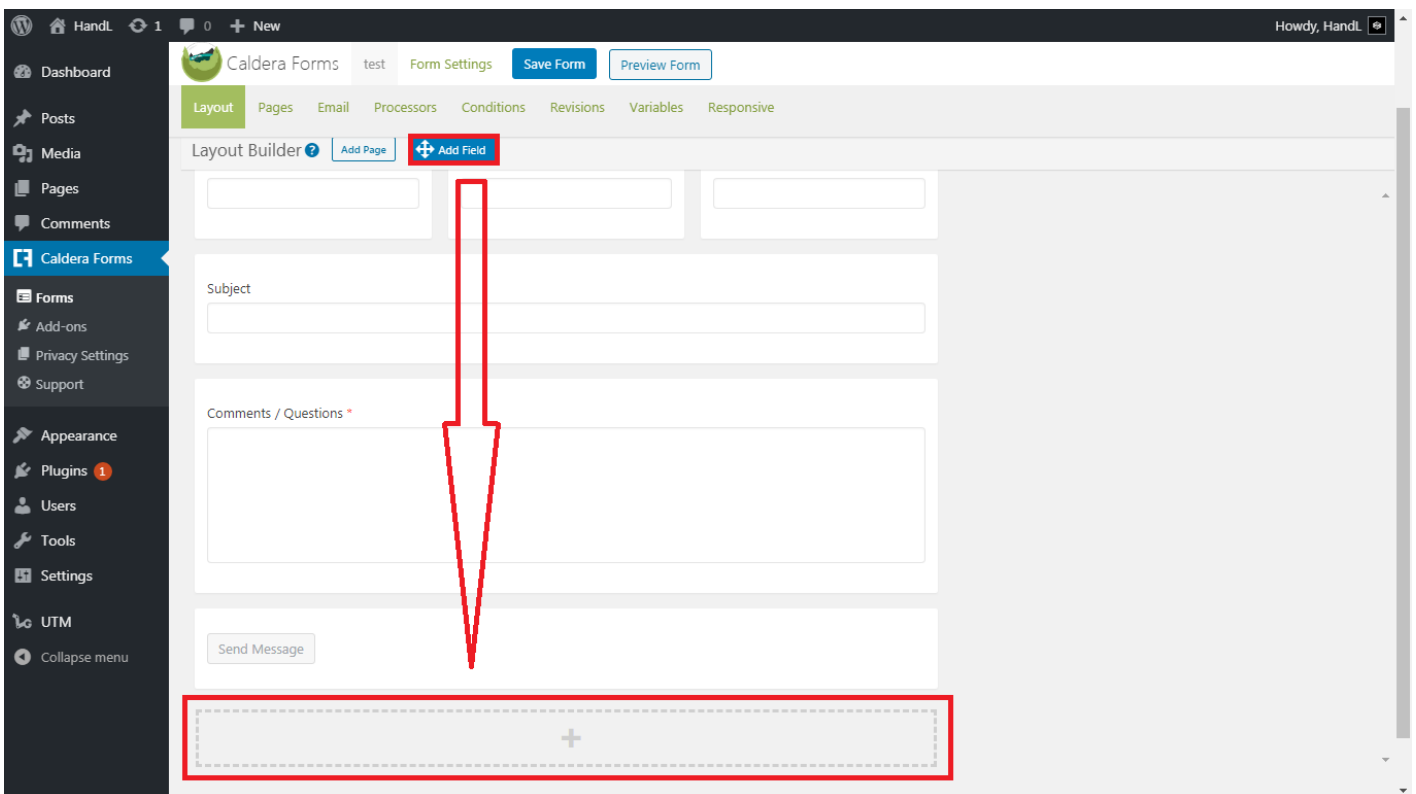 HandL 1 0 New Howdy, HandL
Dashboard
Posts
Media
Pages
Comments
Caldera Forms
Forms
Add-ons
Privacy Settings
Support
Appearance
Plugins 1
Users
Tools
Settings
UTM
Collapse menu
Caldera Forms test Form Settings Save Form Preview Form
Layout Pages Email Processors Conditions Revisions Variables Responsive
Layout Builder ? Add Page Add Field
Subject
Comments / Questions *
Send Message